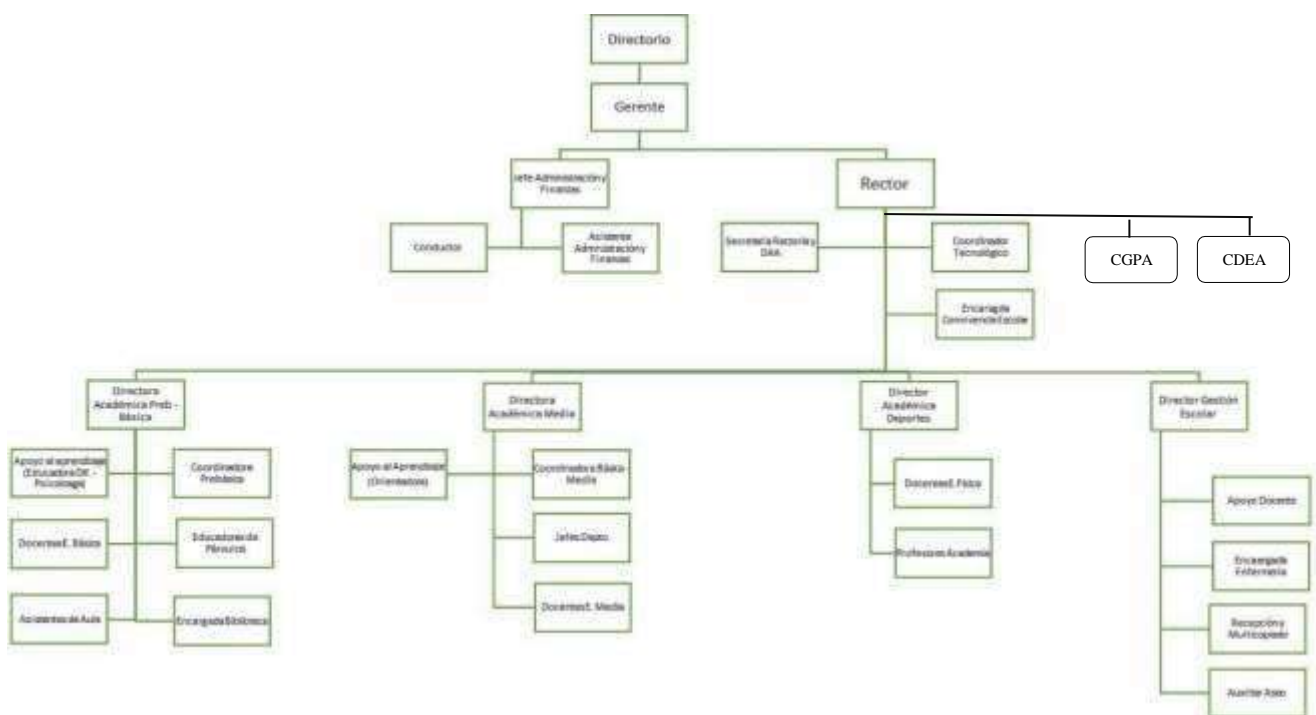 Directorio
Gerente
Jefe Administración y
Finanzas
Rector
Conductor
Asistente
Administración y
Finanzas
Secretaria Rectoría y
DAA
Coordinador
Tecnológico
CGPA
CDEA
Encargada
Convivencia Escolar
Directora
Académica Preb -
Básica
Directora
Académica Media
Director
Académico
Deportes
Director Gestión
Escolar
Apoyo al aprendizaje
(Educadora Dif. -
Psicóloga)
Coordinadora
Prebásica
Apoyo al Aprendizaje
(Orientadora)
Coordinadora Básica-
Media
Docentes E. Física
Apoyo Docente
Docentes E. Básica
Educadoras de
Párvulos
Jefes Depto.
Profesores Academia
Encargada
Enfermería
Asistentes de Aula
Encargada Biblioteca
Docentes E. Media
Recepción y
Multicopiado
Auxiliar Aseo